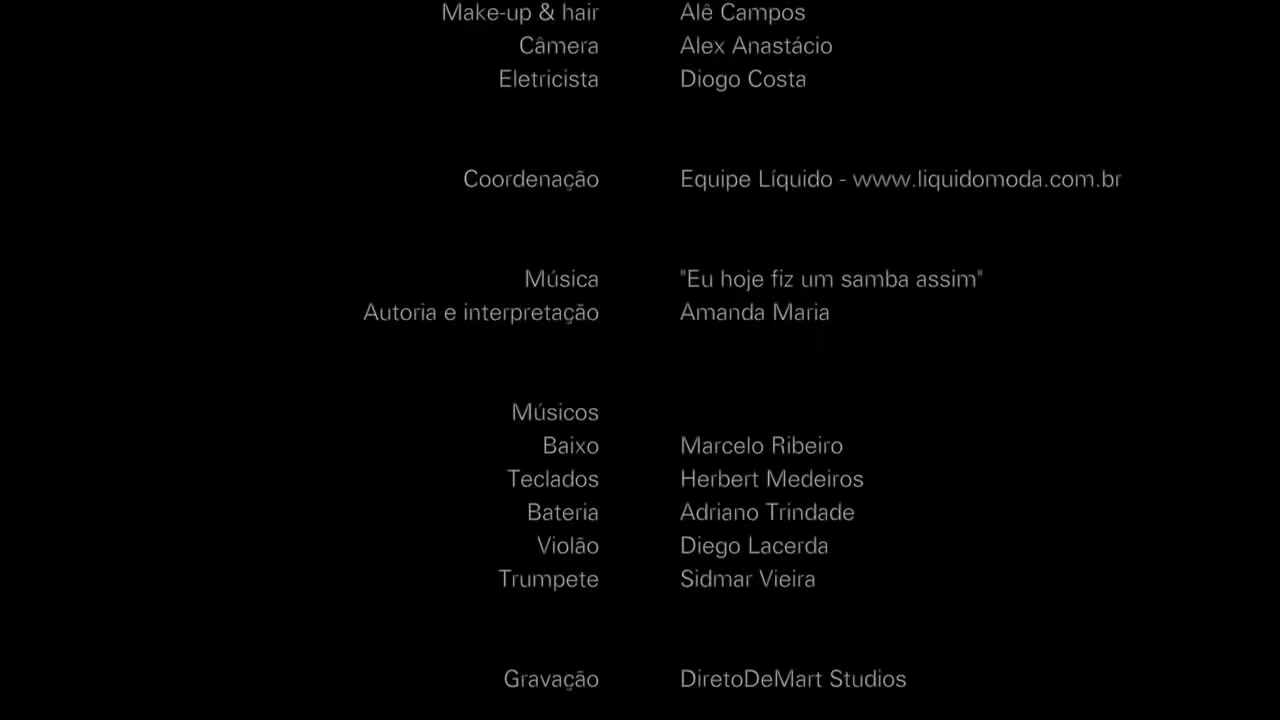 Make-up & hair Alê Campos
Câmera Alex Anastácio
Eletricista Diogo Costa
Coordenação Equipe Líquido - www.liquidomoda.com.br
Música "Eu hoje fiz um samba assim"
Autoria e interpretação Amanda Maria
Músicos
Baixo Marcelo Ribeiro
Teclados Herbert Medeiros
Bateria Adriano Trindade
Violão Diego Lacerda
Trumpete Sidmar Vieira
Gravação DiretoDeMart Studios